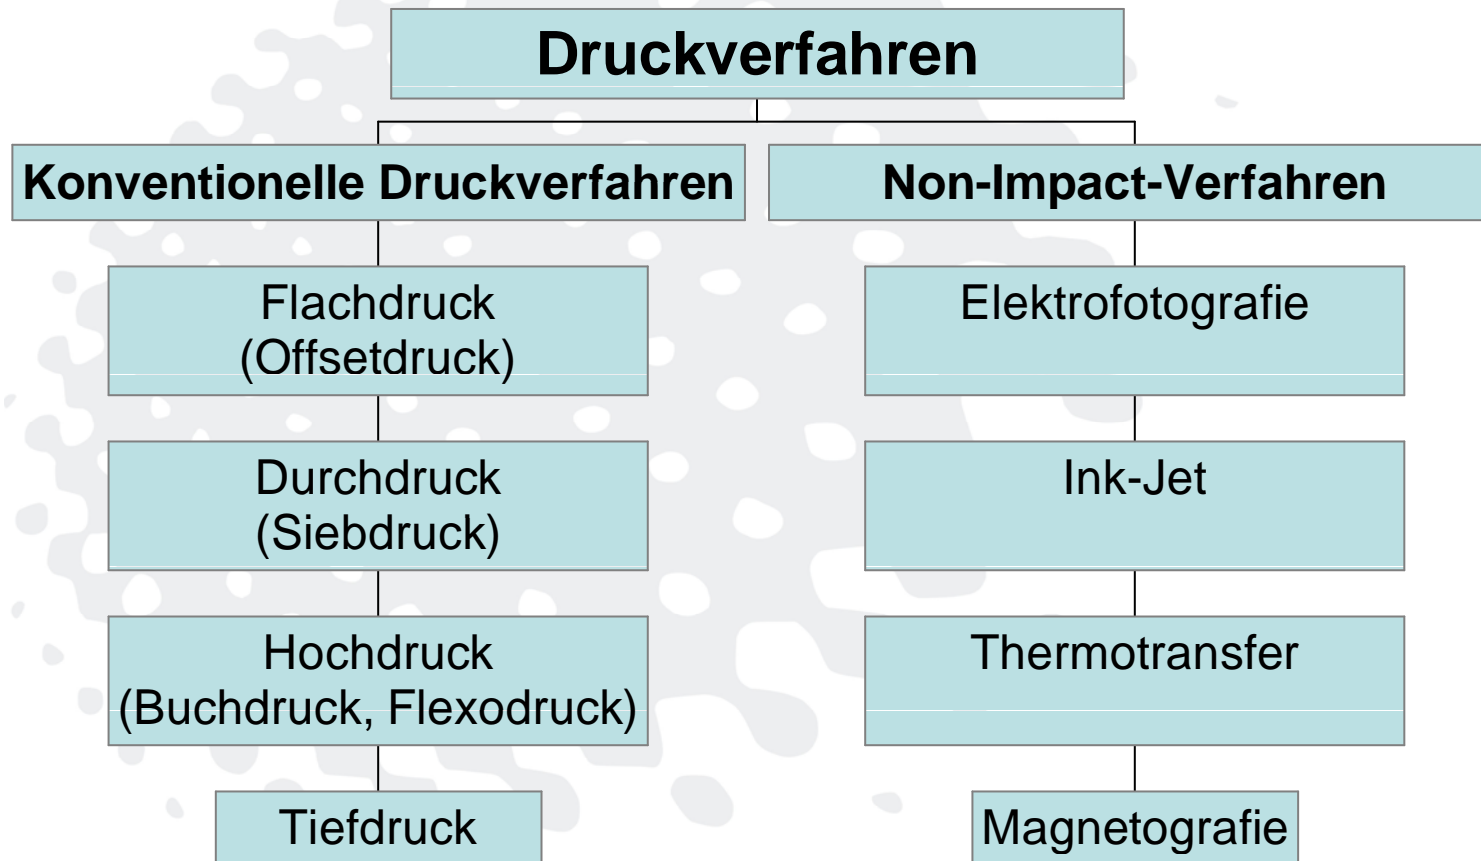 Druckverfahren
Konventionelle Druckverfahren
Non-Impact-Verfahren
Flachdruck
(Offsetdruck)
Elektrofotografie
Durchdruck
(Siebdruck)
Ink-Jet
Hochdruck
(Buchdruck, Flexodruck)
Thermotransfer
Tiefdruck
Magnetografie